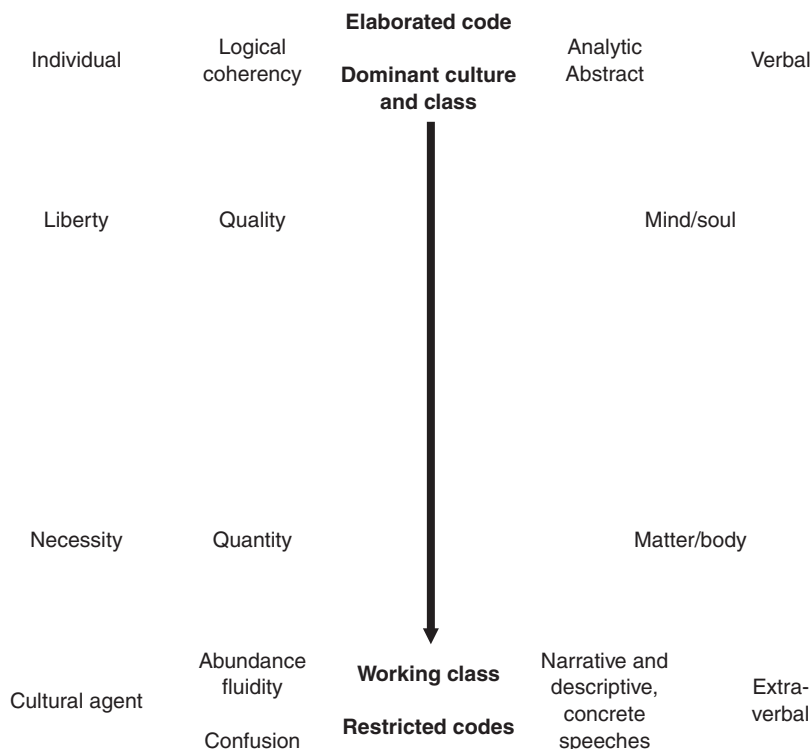 Individual
Logical
coherency
Elaborated code
Dominant culture
and class
Analytic
Abstract
Verbal
Liberty
Quality
Mind/soul
Necessity
Quantity
Matter/body
Cultural agent
Abundance
fluidity
Confusion
Working class
Restricted codes
Narrative and
descriptive,
concrete
speeches
Extra-
verbal